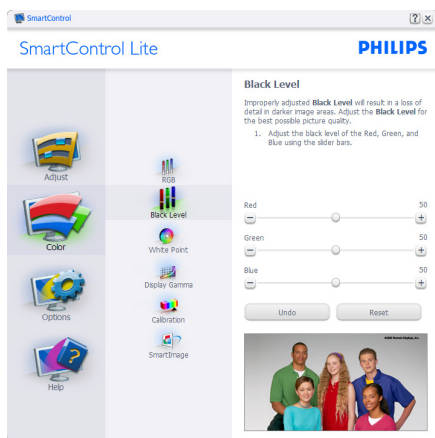 SmartControl
SmartControl Lite
PHILIPS
Adjust
Color
Options
Help
RGB
Black Level
White Point
Display Gamma
Calibration
SmartImage
Black Level
Improperly adjusted Black Level will result in a loss of
detail in darker image areas. Adjust the Black Level for
the best possible picture quality.
1. Adjust the black level of the Red, Green, and
Blue using the slider bars.
Red 50
Green 50
Blue 50
Undo Reset